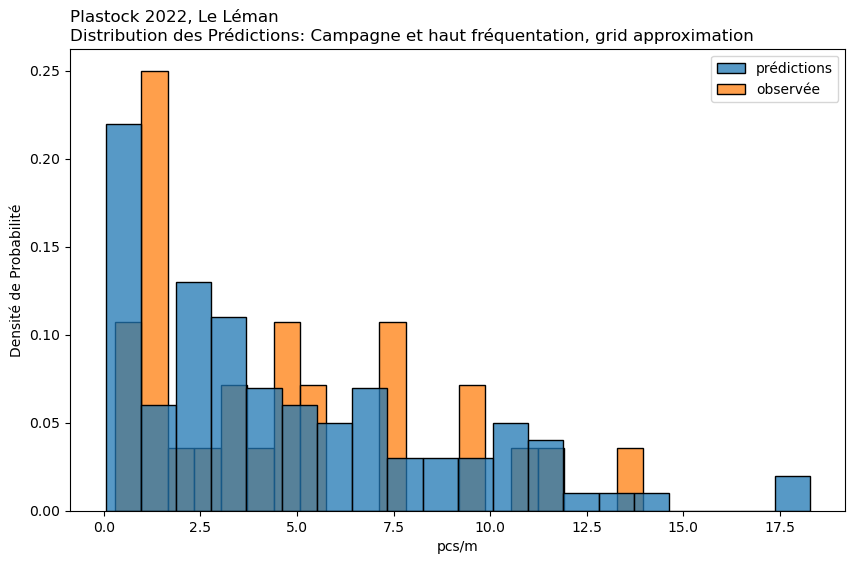 Plastock 2022, Le Léman
Distribution des Prédictions: Campagne et haut fréquentation, grid approximation
prédictions
observée
0.25
0.20
0.15
0.10
0.05
0.00
Densité de Probabilité
0.0 2.5 5.0 7.5 10.0 12.5 15.0 17.5
pcs/m